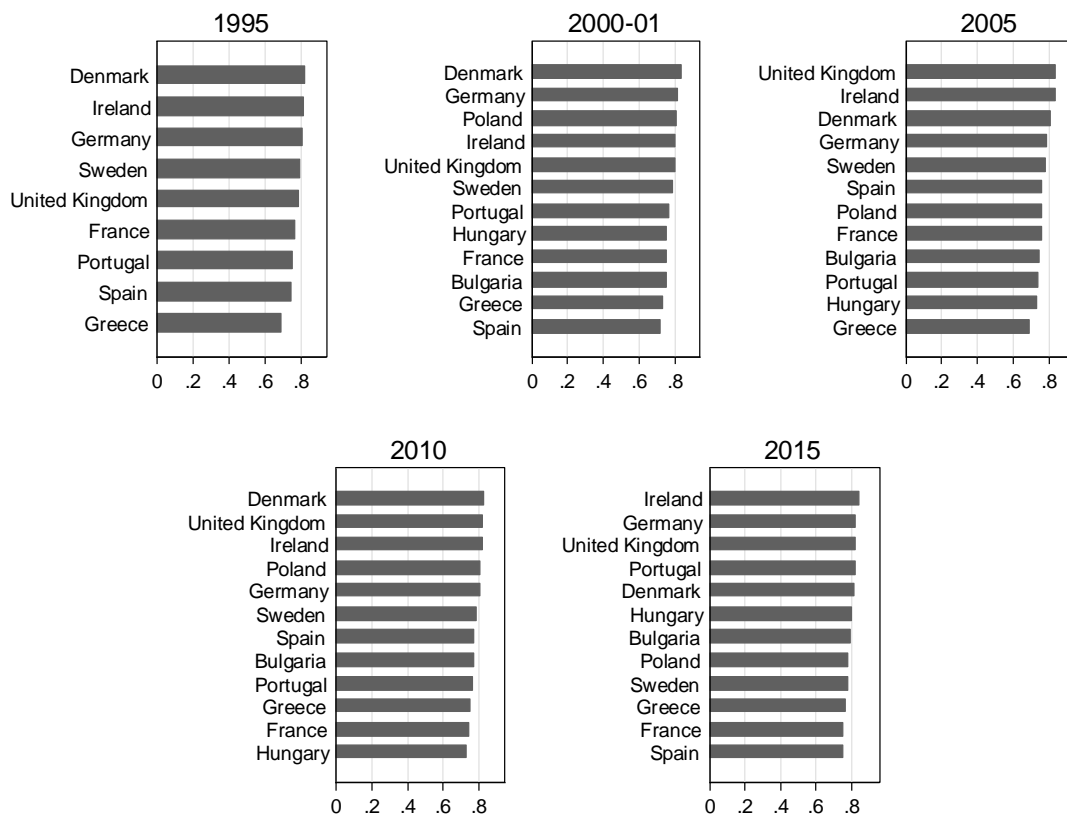 1995
Denmark
Ireland
Germany
Sweden
United Kingdom
France
Portugal
Spain
Greece
0 .2 .4 .6 .8
2000-01
Denmark
Germany
Poland
Ireland
United Kingdom
Sweden
Portugal
Hungary
France
Bulgaria
Greece
Spain
0 .2 .4 .6 .8
2005
United Kingdom
Ireland
Denmark
Germany
Sweden
Spain
Poland
France
Bulgaria
Portugal
Hungary
Greece
0 .2 .4 .6 .8
2010
Denmark
United Kingdom
Ireland
Poland
Germany
Sweden
Spain
Bulgaria
Portugal
Greece
France
Hungary
0 .2 .4 .6 .8
2015
Ireland
Germany
United Kingdom
Portugal
Denmark
Hungary
Bulgaria
Poland
Sweden
Greece
France
Spain
0 .2 .4 .6 .8